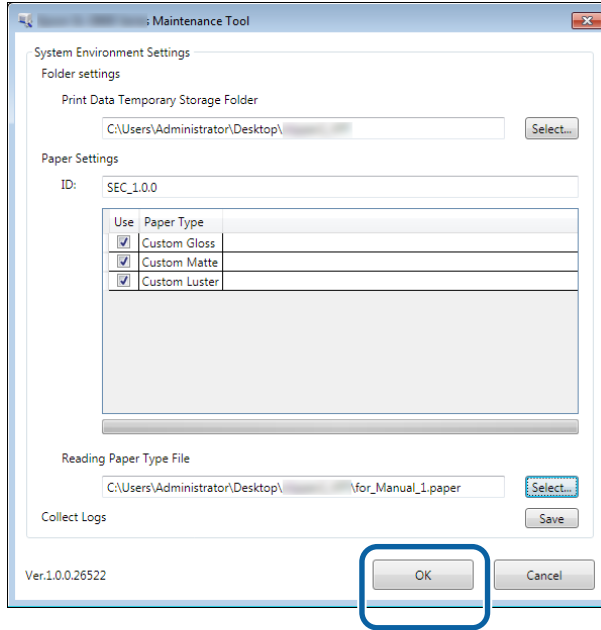 Maintenance Tool
System Environment Settings
Folder settings
Print Data Temporary Storage Folder
C:\Users\Administrator\Desktop\
Select...
Paper Settings
ID: SEC_1.0.0
Use Paper Type
Custom Gloss
Custom Matte
Custom Luster
Reading Paper Type File
C:\Users\Administrator\Desktop\ \for_Manual_1.paper
Select...
Collect Logs
Save
Ver.1.0.0.26522
OK
Cancel